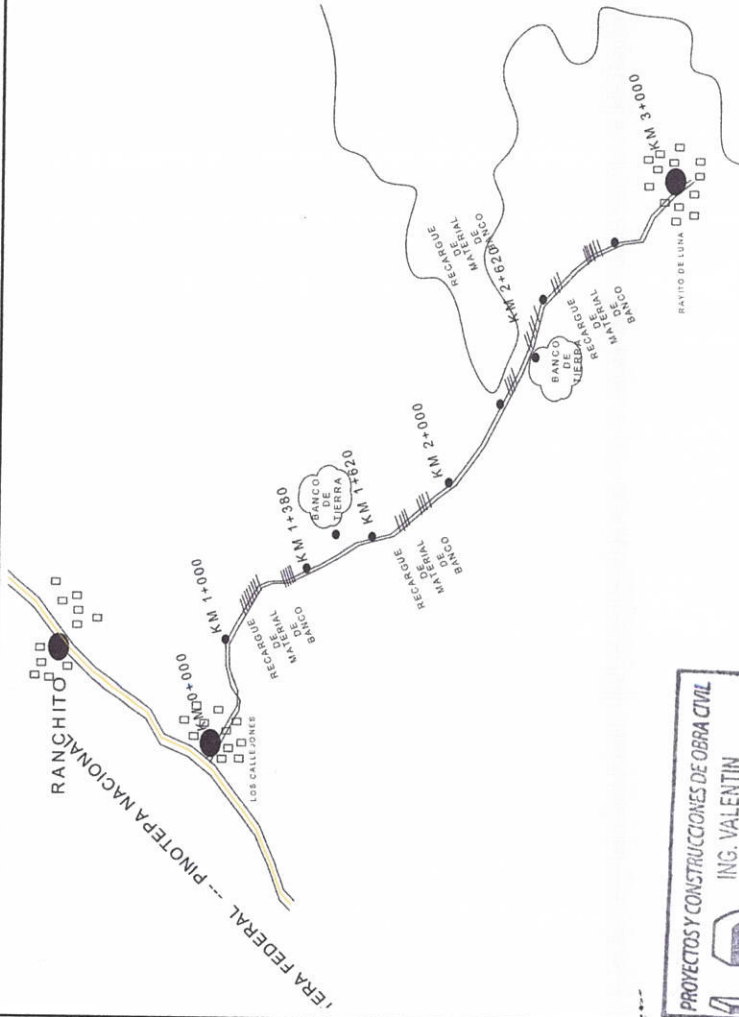 RANCHITO
TERA FEDERAL --- PINOTEPA NACIONAL
KM 0+000
LOS CALLEJONES
KM 1+000
RECARGUE
DE
MATERIAL
DE
BANCO
KM 1+380
BANCO
DE
TIERRA
KM 1+620
RECARGUE
DE
MATERIAL
DE
BANCO
KM 2+000
RECARGUE
DE
MATERIAL
DE
BANCO
KM 2+620
BANCO
DE
TIERRA
RECARGUE
DE
MATERIAL
DE
BANCO
KM 3+000
RAYITO DE LUNA
PROYECTOS Y CONSTRUCCIONES DE OBRA CIVIL
ING. VALENTIN